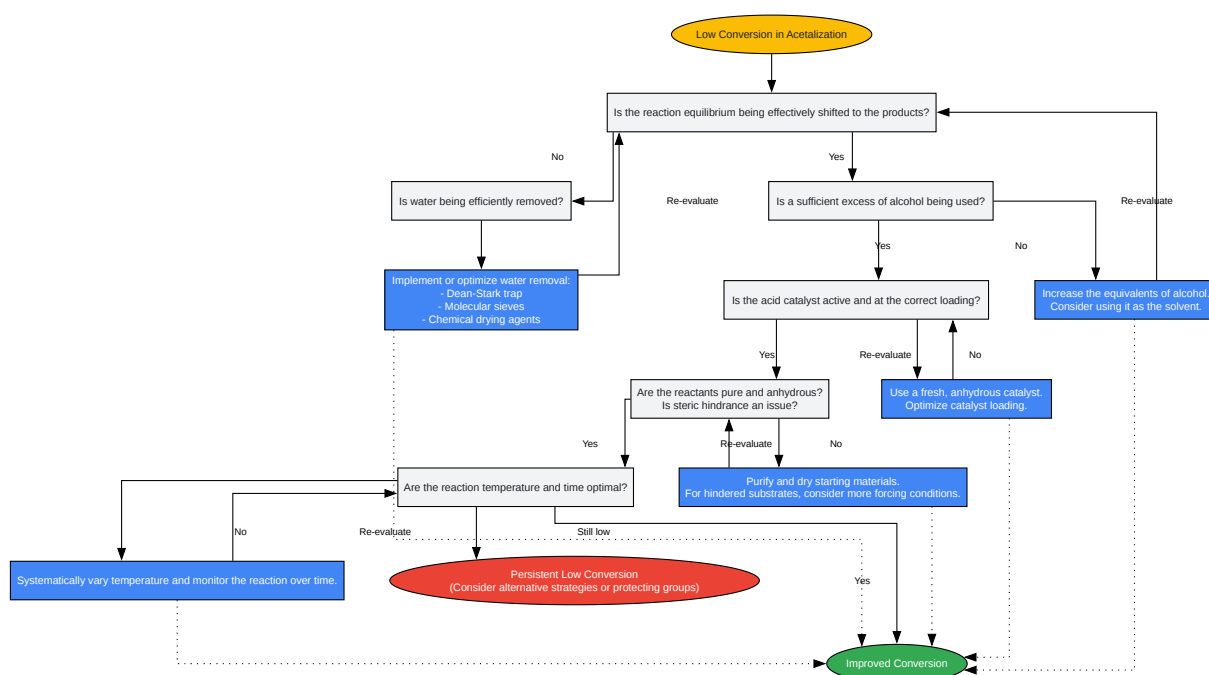 Low Conversion in Acetalization
Is the reaction equilibrium being effectively shifted to the products?
No
Yes
Is water being efficiently removed?
Re-evaluate
Is a sufficient excess of alcohol being used?
Re-evaluate
Yes
No
Implement or optimize water removal:
- Dean-Stark trap
- Molecular sieves
- Chemical drying agents
Is the acid catalyst active and at the correct loading?
Increase the equivalents of alcohol.
Consider using it as the solvent.
Yes
Re-evaluate
No
Are the reactants pure and anhydrous?
Is steric hindrance an issue?
Use a fresh, anhydrous catalyst.
Optimize catalyst loading.
Yes
Re-evaluate
No
Are the reaction temperature and time optimal?
Purify and dry starting materials.
For hindered substrates, consider more forcing conditions.
No
Re-evaluate
Still low
Systematically vary temperature and monitor the reaction over time.
Persistent Low Conversion
(Consider alternative strategies or protecting groups)
Yes
Improved Conversion